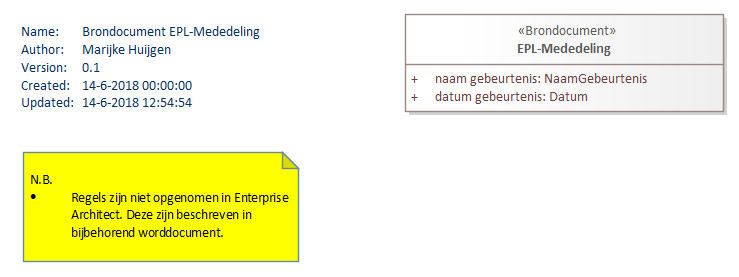 Name: Brondocument EPL-Mededeling
Author: Marijke Huijgen
Version: 0.1
Created: 14-6-2018 00:00:00
Updated: 14-6-2018 12:54:54
«Brondocument»
EPL-Mededeling
+ naam gebeurtenis: NaamGebeurtenis
+ datum gebeurtenis: Datum
N.B.
• Regels zijn niet opgenomen in Enterprise
Architect. Deze zijn beschreven in
bijbehorend worddocument.